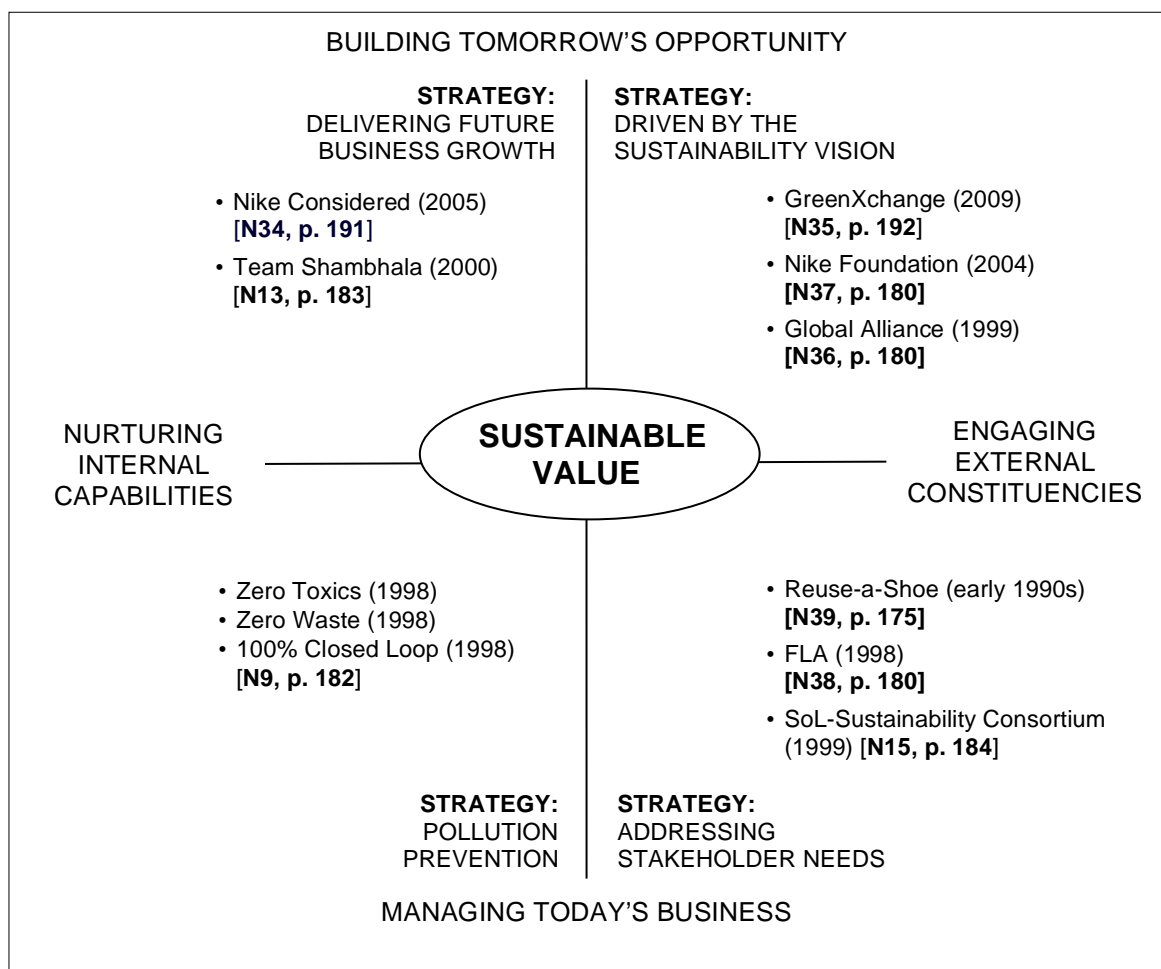 BUILDING TOMORROW'S OPPORTUNITY
STRATEGY:
DELIVERING FUTURE
BUSINESS GROWTH
STRATEGY:
DRIVEN BY THE
SUSTAINABILITY VISION
• Nike Considered (2005)
[N34, p. 191]
• Team Shambhala (2000)
[N13, p. 183]
• GreenXchange (2009)
[N35, p. 192]
• Nike Foundation (2004)
[N37, p. 180]
• Global Alliance (1999)
[N36, p. 180]
NURTURING
INTERNAL
CAPABILITIES
SUSTAINABLE
VALUE
ENGAGING
EXTERNAL
CONSTITUENCIES
• Zero Toxics (1998)
• Zero Waste (1998)
• 100% Closed Loop (1998)
[N9, p. 182]
• Reuse-a-Shoe (early 1990s)
[N39, p. 175]
• FLA (1998)
[N38, p. 180]
• SoL-Sustainability Consortium
(1999) [N15, p. 184]
STRATEGY:
POLLUTION
PREVENTION
STRATEGY:
ADDRESSING
STAKEHOLDER NEEDS
MANAGING TODAY'S BUSINESS